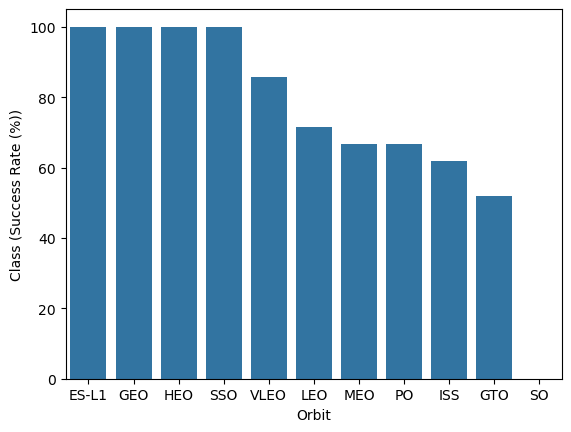 100
80
60
40
20
0
Class (Success Rate (%))
ES-L1 GEO HEO SSO VLEO LEO MEO PO ISS GTO SO
Orbit